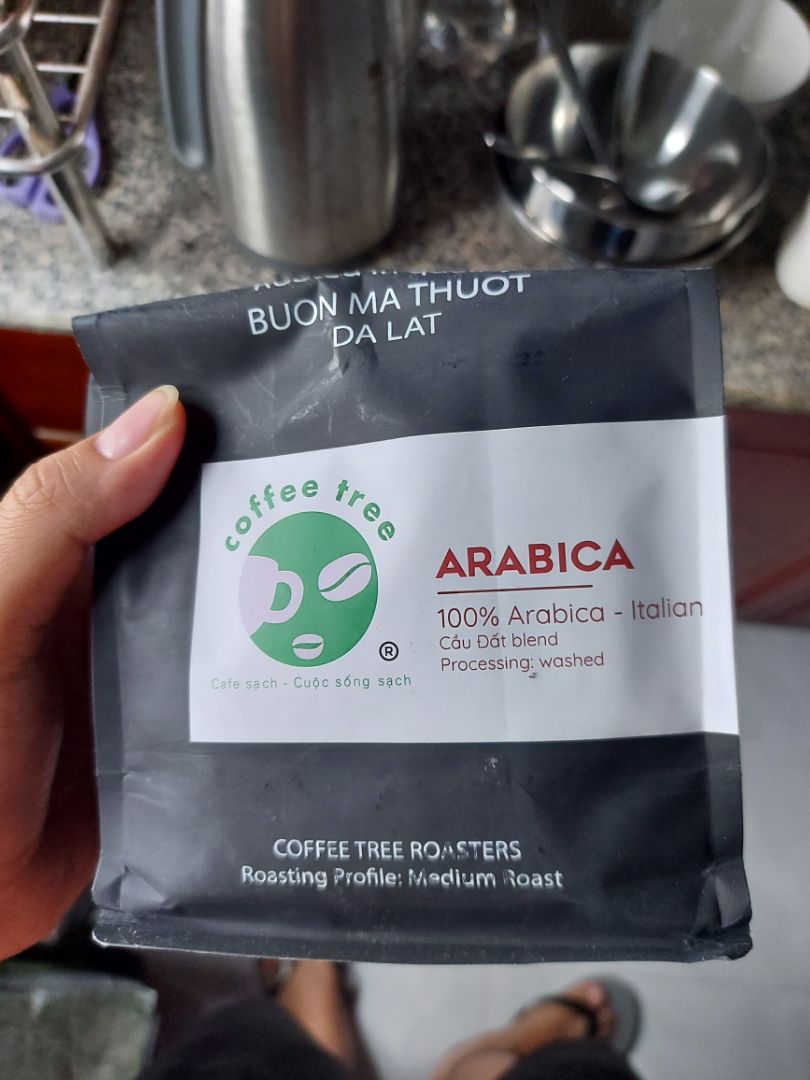 BUON MA THUOT
DA LAT
coffee tree
®
Cafe sạch - Cuộc sống sạch
ARABICA
100% Arabica - Italian
Cầu Đất blend
Processing: washed
COFFEE TREE ROASTERS
Roasting Profile: Medium Roast